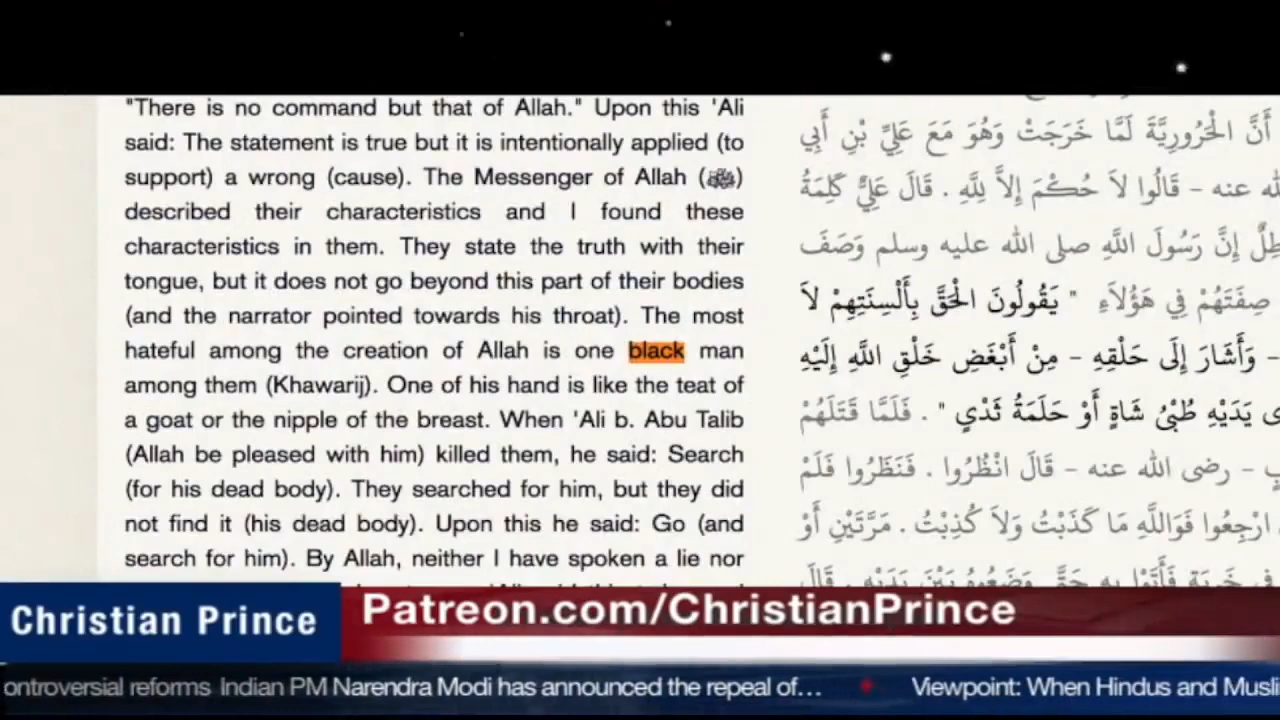 "There is no command but that of Allah." Upon this 'Ali
said: The statement is true but it is intentionally applied (to
support) a wrong (cause). The Messenger of Allah (ﷺ)
described their characteristics and I found these
characteristics in them. They state the truth with their
tongue, but it does not go beyond this part of their bodies
(and the narrator pointed towards his throat). The most
hateful among the creation of Allah is one black man
among them (Khawarij). One of his hand is like the teat of
a goat or the nipple of the breast. When 'Ali b. Abu Talib
(Allah be pleased with him) killed them, he said: Search
(for his dead body). They searched for him, but they did
not find it (his dead body). Upon this he said: Go (and
search for him). By Allah, neither I have spoken a lie nor
أَنَّ الْحَرُورِيَّةَ لَمَّا خَرَجَتْ وَهُوَ مَعَ عَلِيِّ بْنِ أَبِي
عنه - قَالُوا لاَ حُكْمَ إِلاَّ لِلَّهِ . قَالَ عَلِيٌّ كَلِمَةُ
إِنَّ رَسُولَ اللَّهِ صلى الله عليه وسلم وَصَفَ
صِفَتَهُمْ فِي هَؤُلاَءِ " يَقُولُونَ الْحَقَّ بِأَلْسِنَتِهِمْ لاَ
- وَأَشَارَ إِلَى حَلْقِهِ - مِنْ أَبْغَضِ خَلْقِ اللَّهِ إِلَيْهِ
يَدَيْهِ طُبْىُ شَاةٍ أَوْ حَلَمَةُ ثَدْىٍ " . فَلَمَّا قَتَلَهُمْ
- رضى الله عنه - قَالَ انْظُرُوا . فَنَظَرُوا فَلَمْ
ارْجِعُوا فَوَاللَّهِ مَا كَذَبْتُ وَلاَ كُذِبْتُ . مَرَّتَيْنِ أَوْ
فِي خَرِبَةٍ فَأَتَوْا بِهِ حَتَّى وَضَعُوهُ بَيْنَ يَدَيْهِ . قَالَ
Christian Prince
Patreon.com/ChristianPrince
ontroversial reforms Indian PM Narendra Modi has announced the repeal of… Viewpoint: When Hindus and Musli